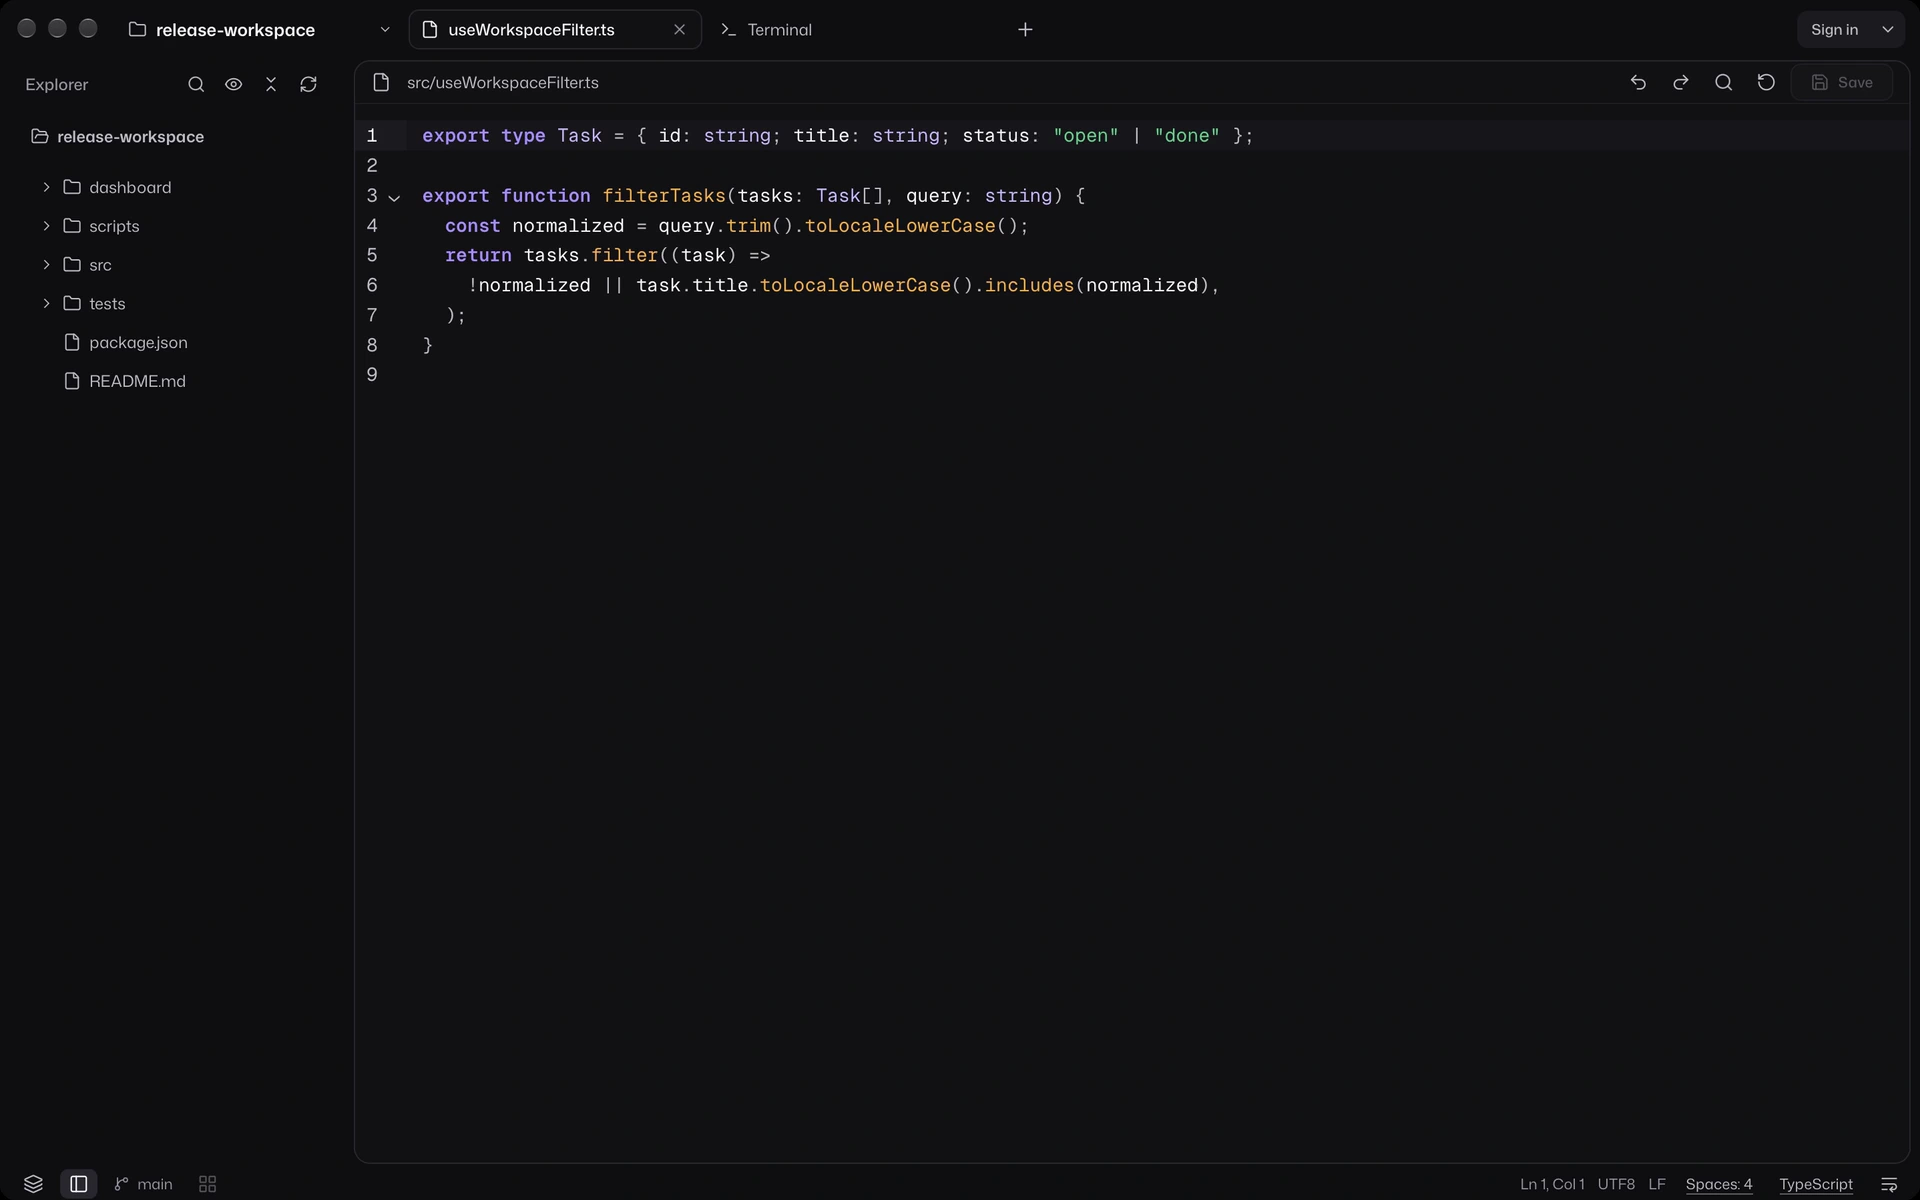 release-workspace
useWorkspaceFilter.ts
Terminal
Sign in
Explorer
src/useWorkspaceFilter.ts
Save
release-workspace
dashboard
scripts
src
tests
package.json
README.md
1 export type Task = { id: string; title: string; status: "open" | "done" };
2
3 export function filterTasks(tasks: Task[], query: string) {
4   const normalized = query.trim().toLocaleLowerCase();
5   return tasks.filter((task) =>
6     !normalized || task.title.toLocaleLowerCase().includes(normalized),
7   );
8 }
9
main
Ln 1, Col 1 UTF8 LF Spaces: 4 TypeScript